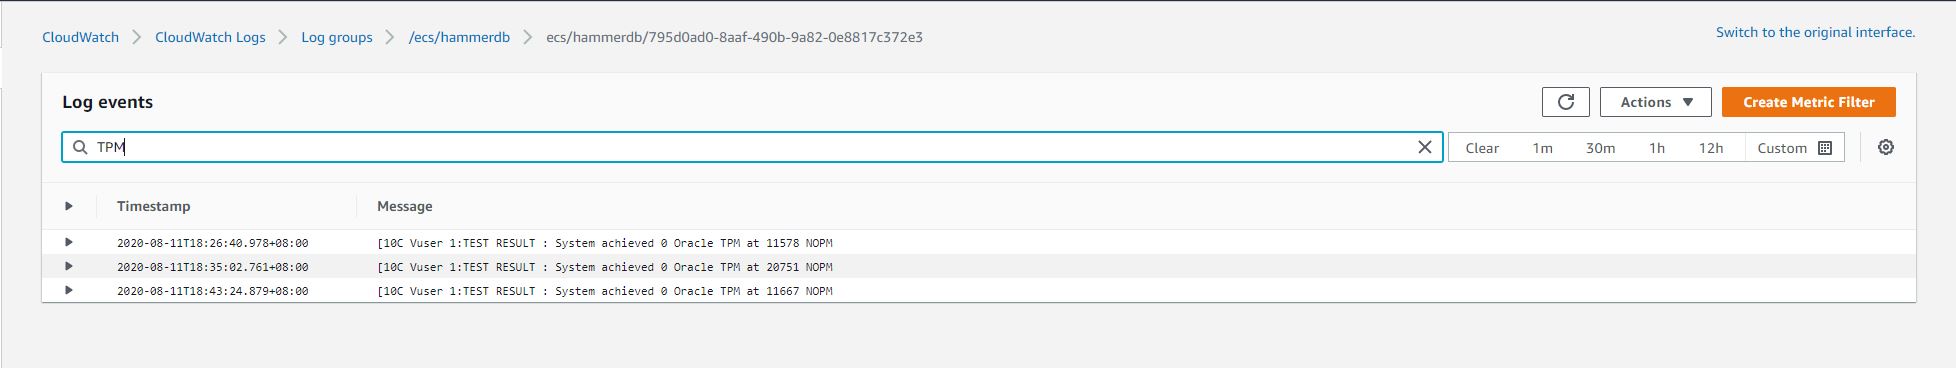 CloudWatch > CloudWatch Logs > Log groups > /ecs/hammerdb > ecs/hammerdb/795d0ad0-8aaf-490b-9a82-0e8817c372e3
Switch to the original interface.
Log events
Actions
Create Metric Filter
TPM
Clear 1m 30m 1h 12h Custom
Timestamp Message
2020-08-11T18:26:40.978+08:00 [10C Vuser 1:TEST RESULT : System achieved 0 Oracle TPM at 11578 NOPM
2020-08-11T18:35:02.761+08:00 [10C Vuser 1:TEST RESULT : System achieved 0 Oracle TPM at 20751 NOPM
2020-08-11T18:43:24.879+08:00 [10C Vuser 1:TEST RESULT : System achieved 0 Oracle TPM at 11667 NOPM